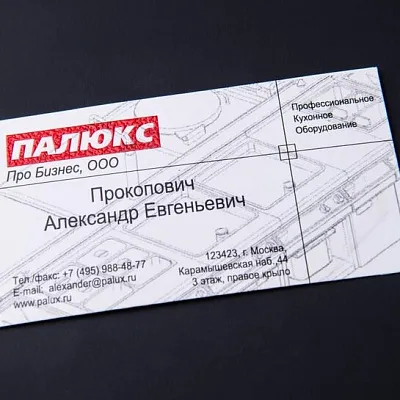 ПАЛЮКС
Профессиональное
Кухонное
Оборудование
Про Бизнес, ООО
Прокопович
Александр Евгеньевич
Тел./факс: +7 (495) 988-48-77
E-mail: alexander@palux.ru
www.palux.ru
123423, г. Москва,
Карамышевская наб.,44
3 этаж, правое крыло